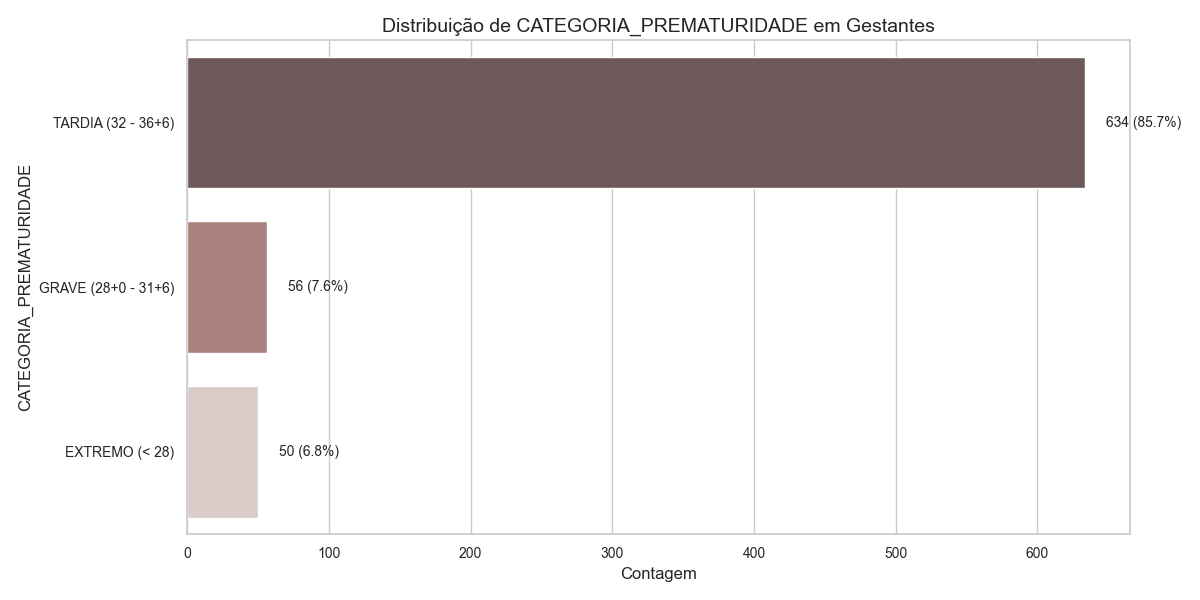 Distribuição de CATEGORIA_PREMATURIDADE em Gestantes
CATEGORIA_PREMATURIDADE
TARDIA (32 - 36+6)
634 (85.7%)
GRAVE (28+0 - 31+6)
56 (7.6%)
EXTREMO (< 28)
50 (6.8%)
0 100 200 300 400 500 600
Contagem